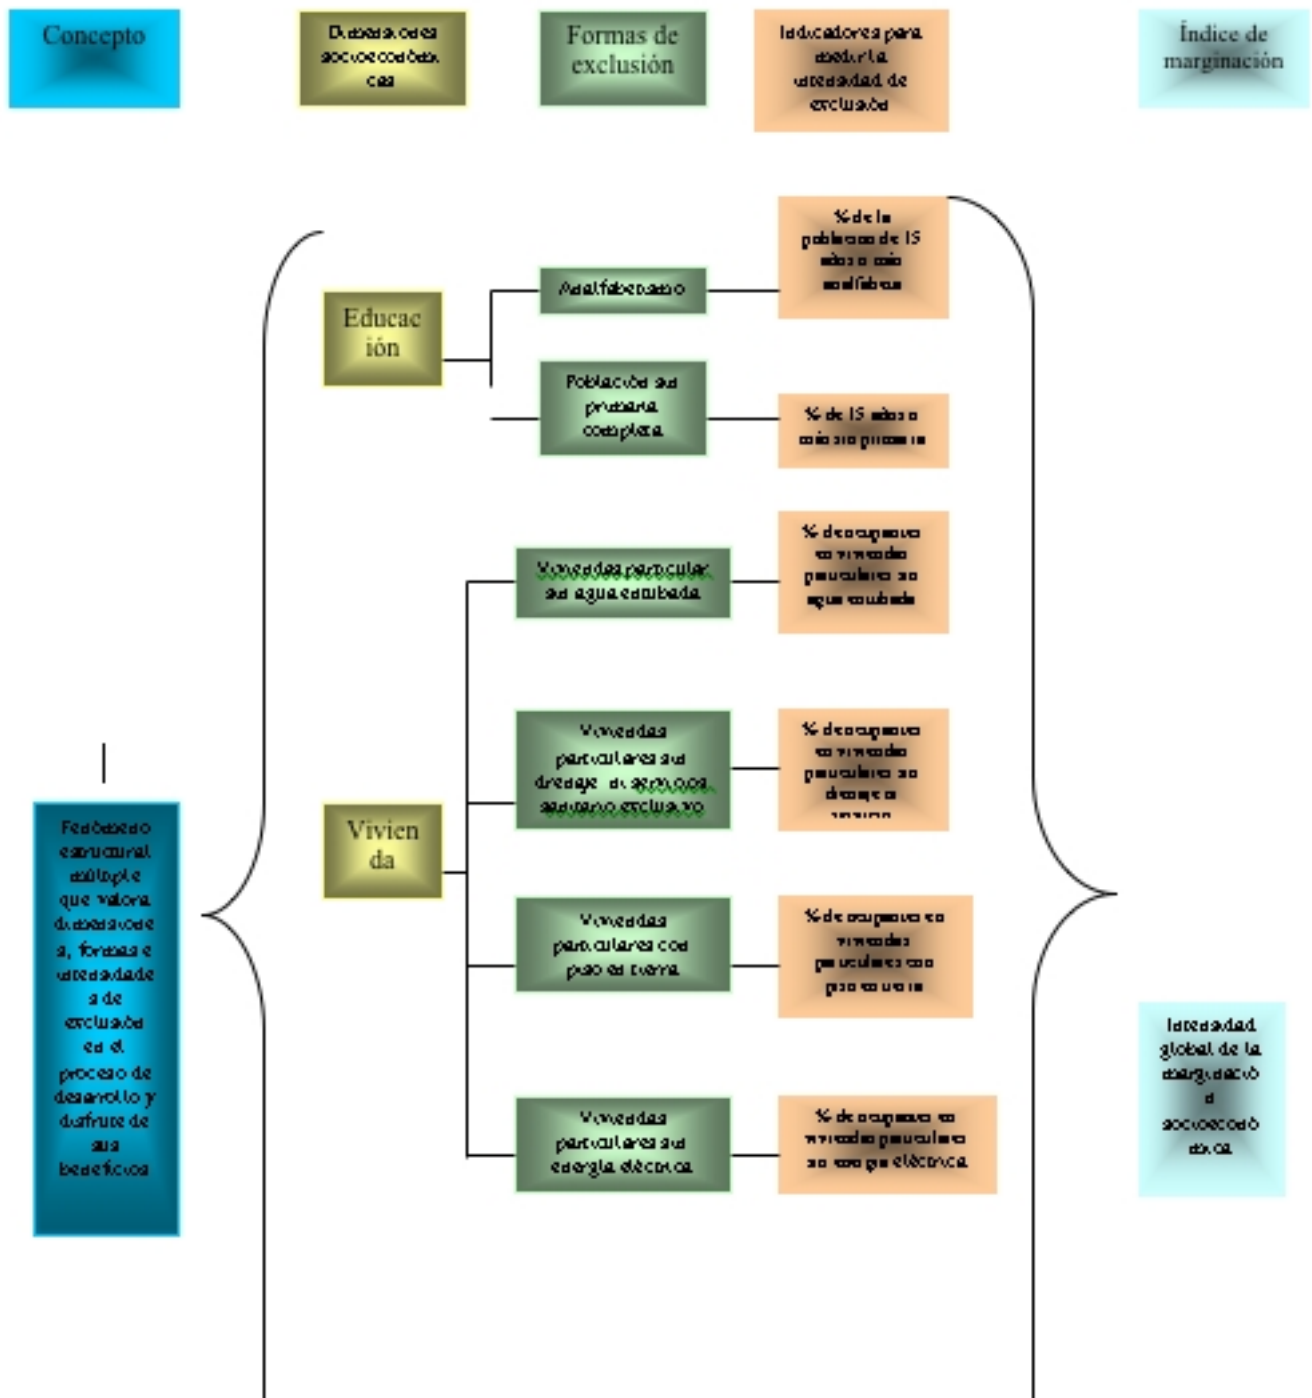 Concepto
Dimensiones
socioeconómi
cas
Formas de
exclusión
Indicadores para
medir la
intensidad de
exclusión
Índice de
marginación
Educac
ión
Analfabetismo
% de la
población de 15
años o más
analfabeta
Población sin
primaria
completa
% de 15 años o
más sin primaria
Viviendas particular
sin agua entubada
% de ocupantes
en viviendas
particulares sin
agua entubada
Viviendas
particulares sin
drenaje ni servicios
sanitario exclusivo
% de ocupantes
en viviendas
particulares sin
drenaje ni
Vivien
da
Fenómeno
estructural
múltiple
que valora
dimensione
s, formas e
intensidade
s de
exclusión
en el
proceso de
desarrollo y
disfrute de
sus
beneficios
Viviendas
particulares con
piso en tierra
% de ocupantes en
viviendas
particulares con
piso en tierra
Intensidad
global de la
marginació
n
socioeconó
mica
Viviendas
particulares sin
energía eléctrica
% de ocupantes en
viviendas particulares
sin energía eléctrica